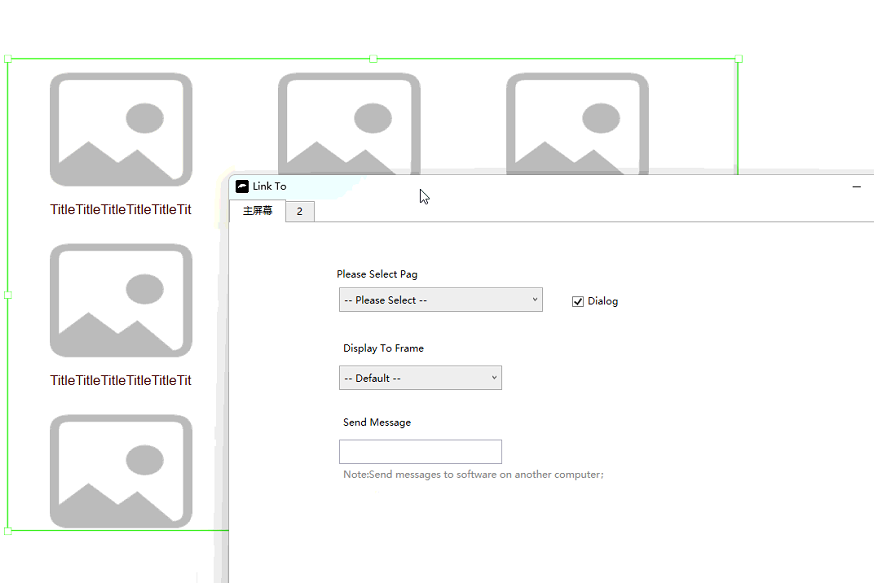 Link To
主屏幕 2
TitleTitleTitleTitleTitleTit
Please Select Pag
-- Please Select --
Dialog
Display To Frame
-- Default --
TitleTitleTitleTitleTitleTit
Send Message
Note:Send messages to software on another computer;